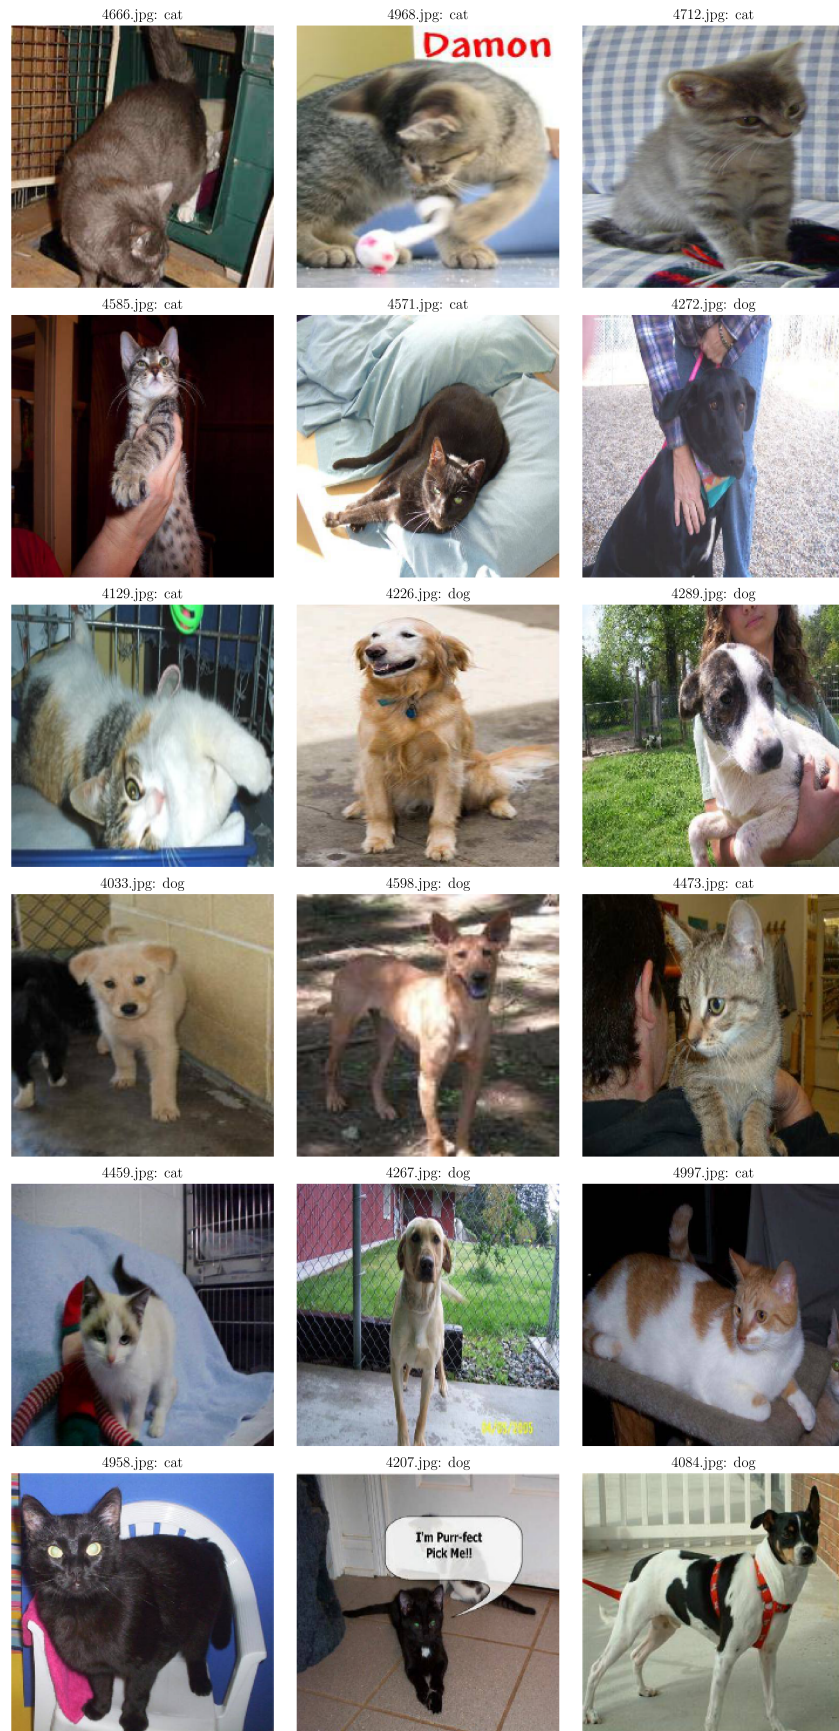 4666.jpg: cat
4968.jpg: cat
4712.jpg: cat
Damon
4585.jpg: cat
4571.jpg: cat
4272.jpg: dog
4129.jpg: cat
4226.jpg: dog
4289.jpg: dog
4033.jpg: dog
4598.jpg: dog
4473.jpg: cat
4459.jpg: cat
4267.jpg: dog
4997.jpg: cat
4958.jpg: cat
4207.jpg: dog
4084.jpg: dog
I'm Purr-fect
Pick Me!!